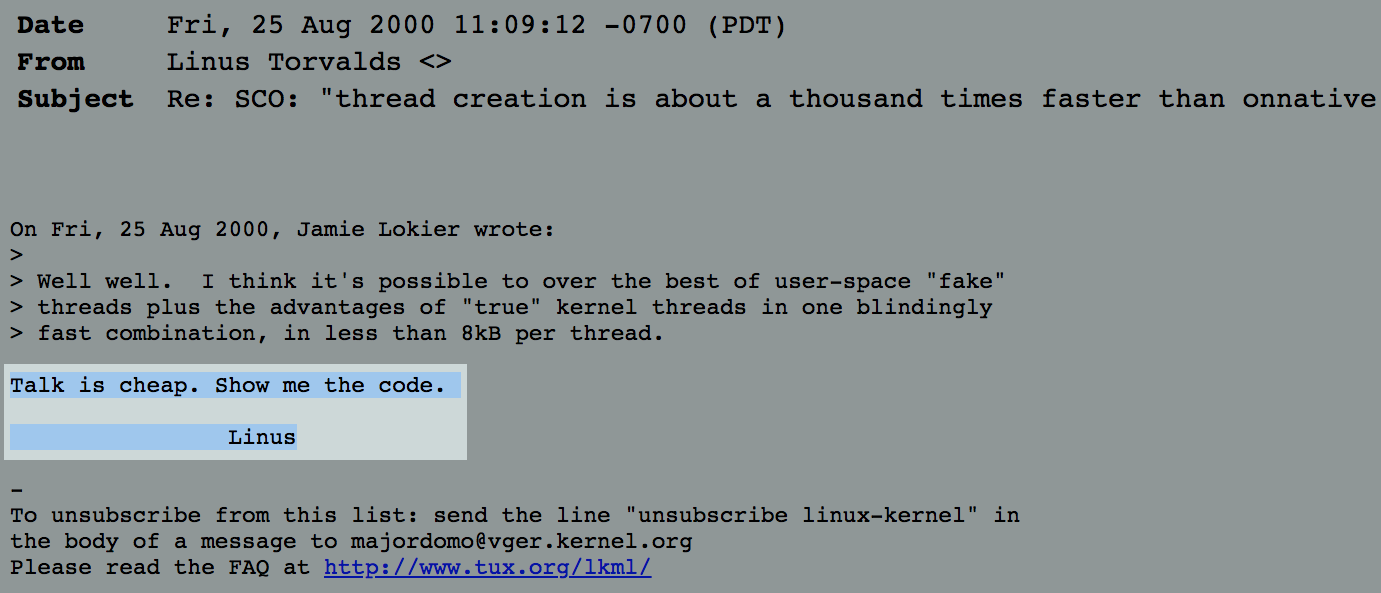 Date Fri, 25 Aug 2000 11:09:12 -0700 (PDT)
From Linus Torvalds <>
Subject Re: SCO: "thread creation is about a thousand times faster than onnative
On Fri, 25 Aug 2000, Jamie Lokier wrote:
>
> Well well.  I think it's possible to over the best of user-space "fake"
> threads plus the advantages of "true" kernel threads in one blindingly
> fast combination, in less than 8kB per thread.
Talk is cheap. Show me the code.
Linus
-
To unsubscribe from this list: send the line "unsubscribe linux-kernel" in
the body of a message to majordomo@vger.kernel.org
Please read the FAQ at http://www.tux.org/lkml/